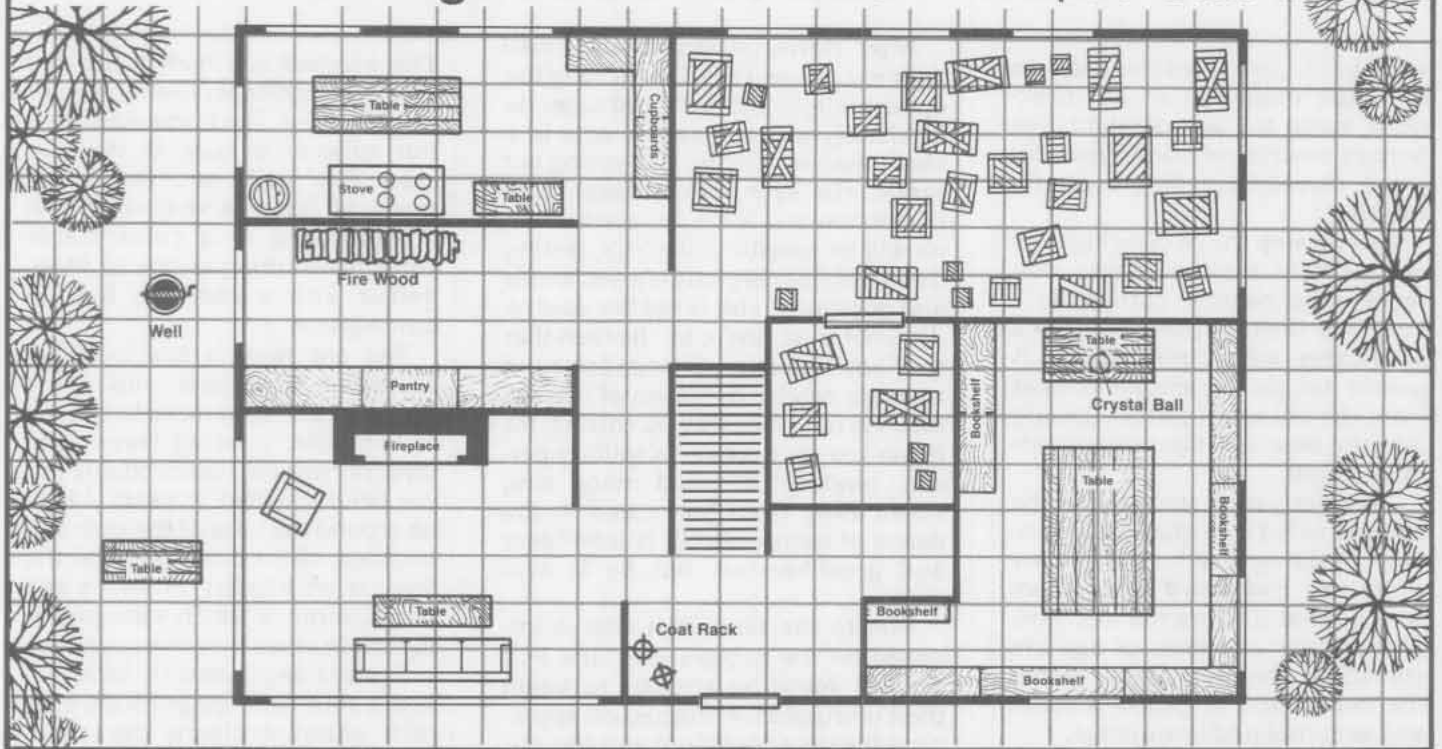 Table
Cupboards
Stove
Table
Fire Wood
Well
Table
Crystal Ball
Bookshelf
Pantry
Fireplace
Table
Bookshelf
Table
Table
Bookshelf
Coat Rack
Bookshelf